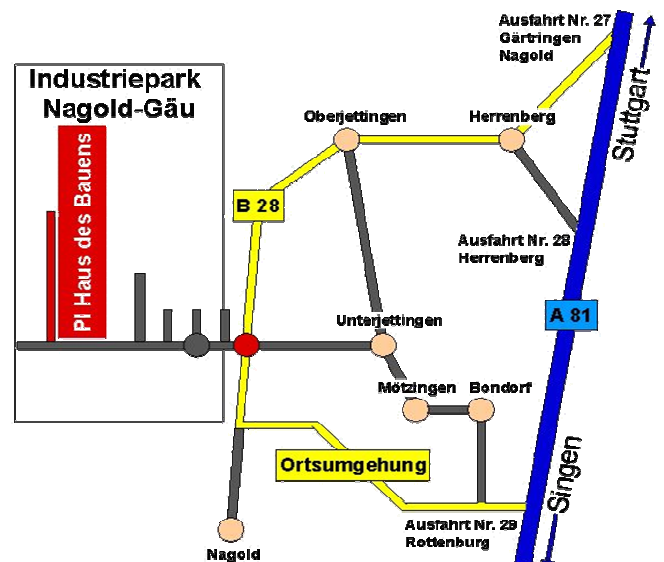 Ausfahrt Nr. 27
Gärtringen
Nagold
Stuttgart
Industriepark
Nagold-Gäu
PI Haus des Bauens
Oberjettingen
Herrenberg
B 28
Ausfahrt Nr. 28
Herrenberg
A 81
Unterjettingen
Mötzingen
Bondorf
Ortsumgehung
Singen
Ausfahrt Nr. 29
Rottenburg
Nagold